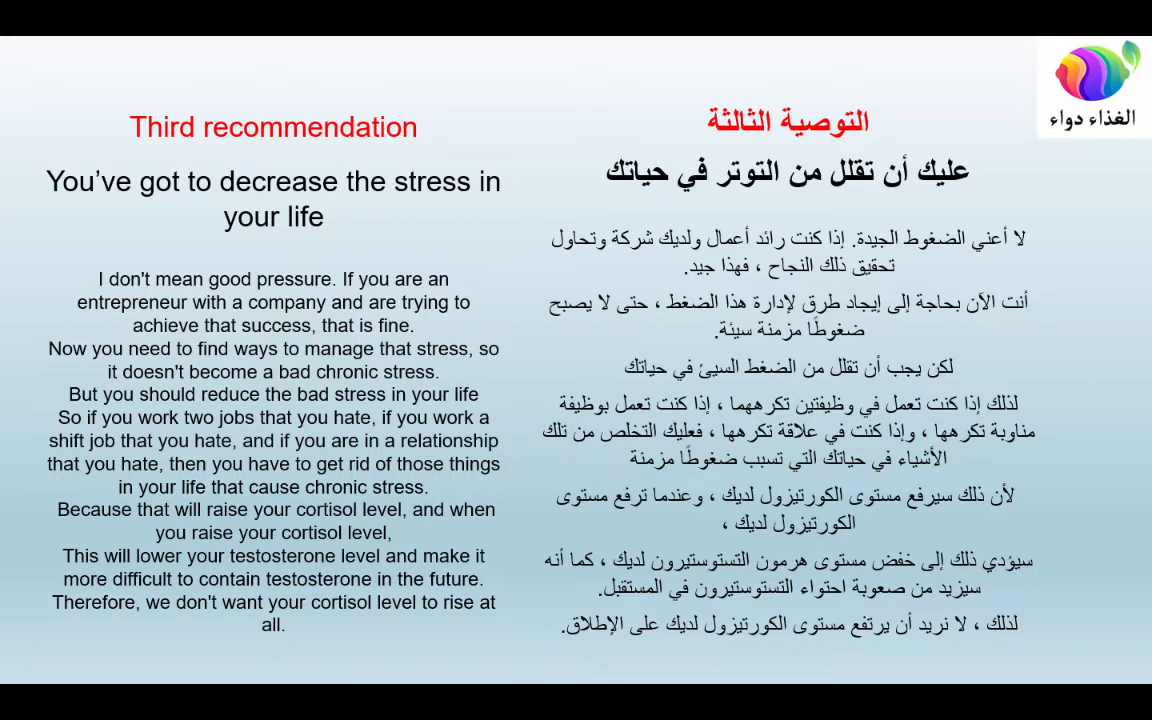 Third recommendation
You’ve got to decrease the stress in
your life
I don't mean good pressure. If you are an
entrepreneur with a company and are trying to
achieve that success, that is fine.
Now you need to find ways to manage that stress, so
it doesn't become a bad chronic stress.
But you should reduce the bad stress in your life
So if you work two jobs that you hate, if you work a
shift job that you hate, and if you are in a relationship
that you hate, then you have to get rid of those things
in your life that cause chronic stress.
Because that will raise your cortisol level, and when
you raise your cortisol level,
This will lower your testosterone level and make it
more difficult to contain testosterone in the future.
Therefore, we don't want your cortisol level to rise at
all.
التوصية الثالثة
عليك أن تقلل من التوتر في حياتك
لا أعني الضغوط الجيدة. إذا كنت رائد أعمال ولديك شركة وتحاول
تحقيق ذلك النجاح ، فهذا جيد.
أنت الآن بحاجة إلى إيجاد طرق لإدارة هذا الضغط ، حتى لا يصبح
ضغوطًا مزمنة سيئة.
لكن يجب أن تقلل من الضغط السيئ في حياتك
لذلك إذا كنت تعمل في وظيفتين تكرههما ، إذا كنت تعمل بوظيفة
مناوبة تكرهها ، وإذا كنت في علاقة تكرهها ، فعليك التخلص من تلك
الأشياء في حياتك التي تسبب ضغوطًا مزمنة
لأن ذلك سيرفع مستوى الكورتيزول لديك ، وعندما ترفع مستوى
الكورتيزول لديك ،
سيؤدي ذلك إلى خفض مستوى هرمون التستوستيرون لديك ، كما أنه
سيزيد من صعوبة احتواء التستوستيرون في المستقبل.
لذلك ، لا نريد أن يرتفع مستوى الكورتيزول لديك على الإطلاق.
الغذاء دواء